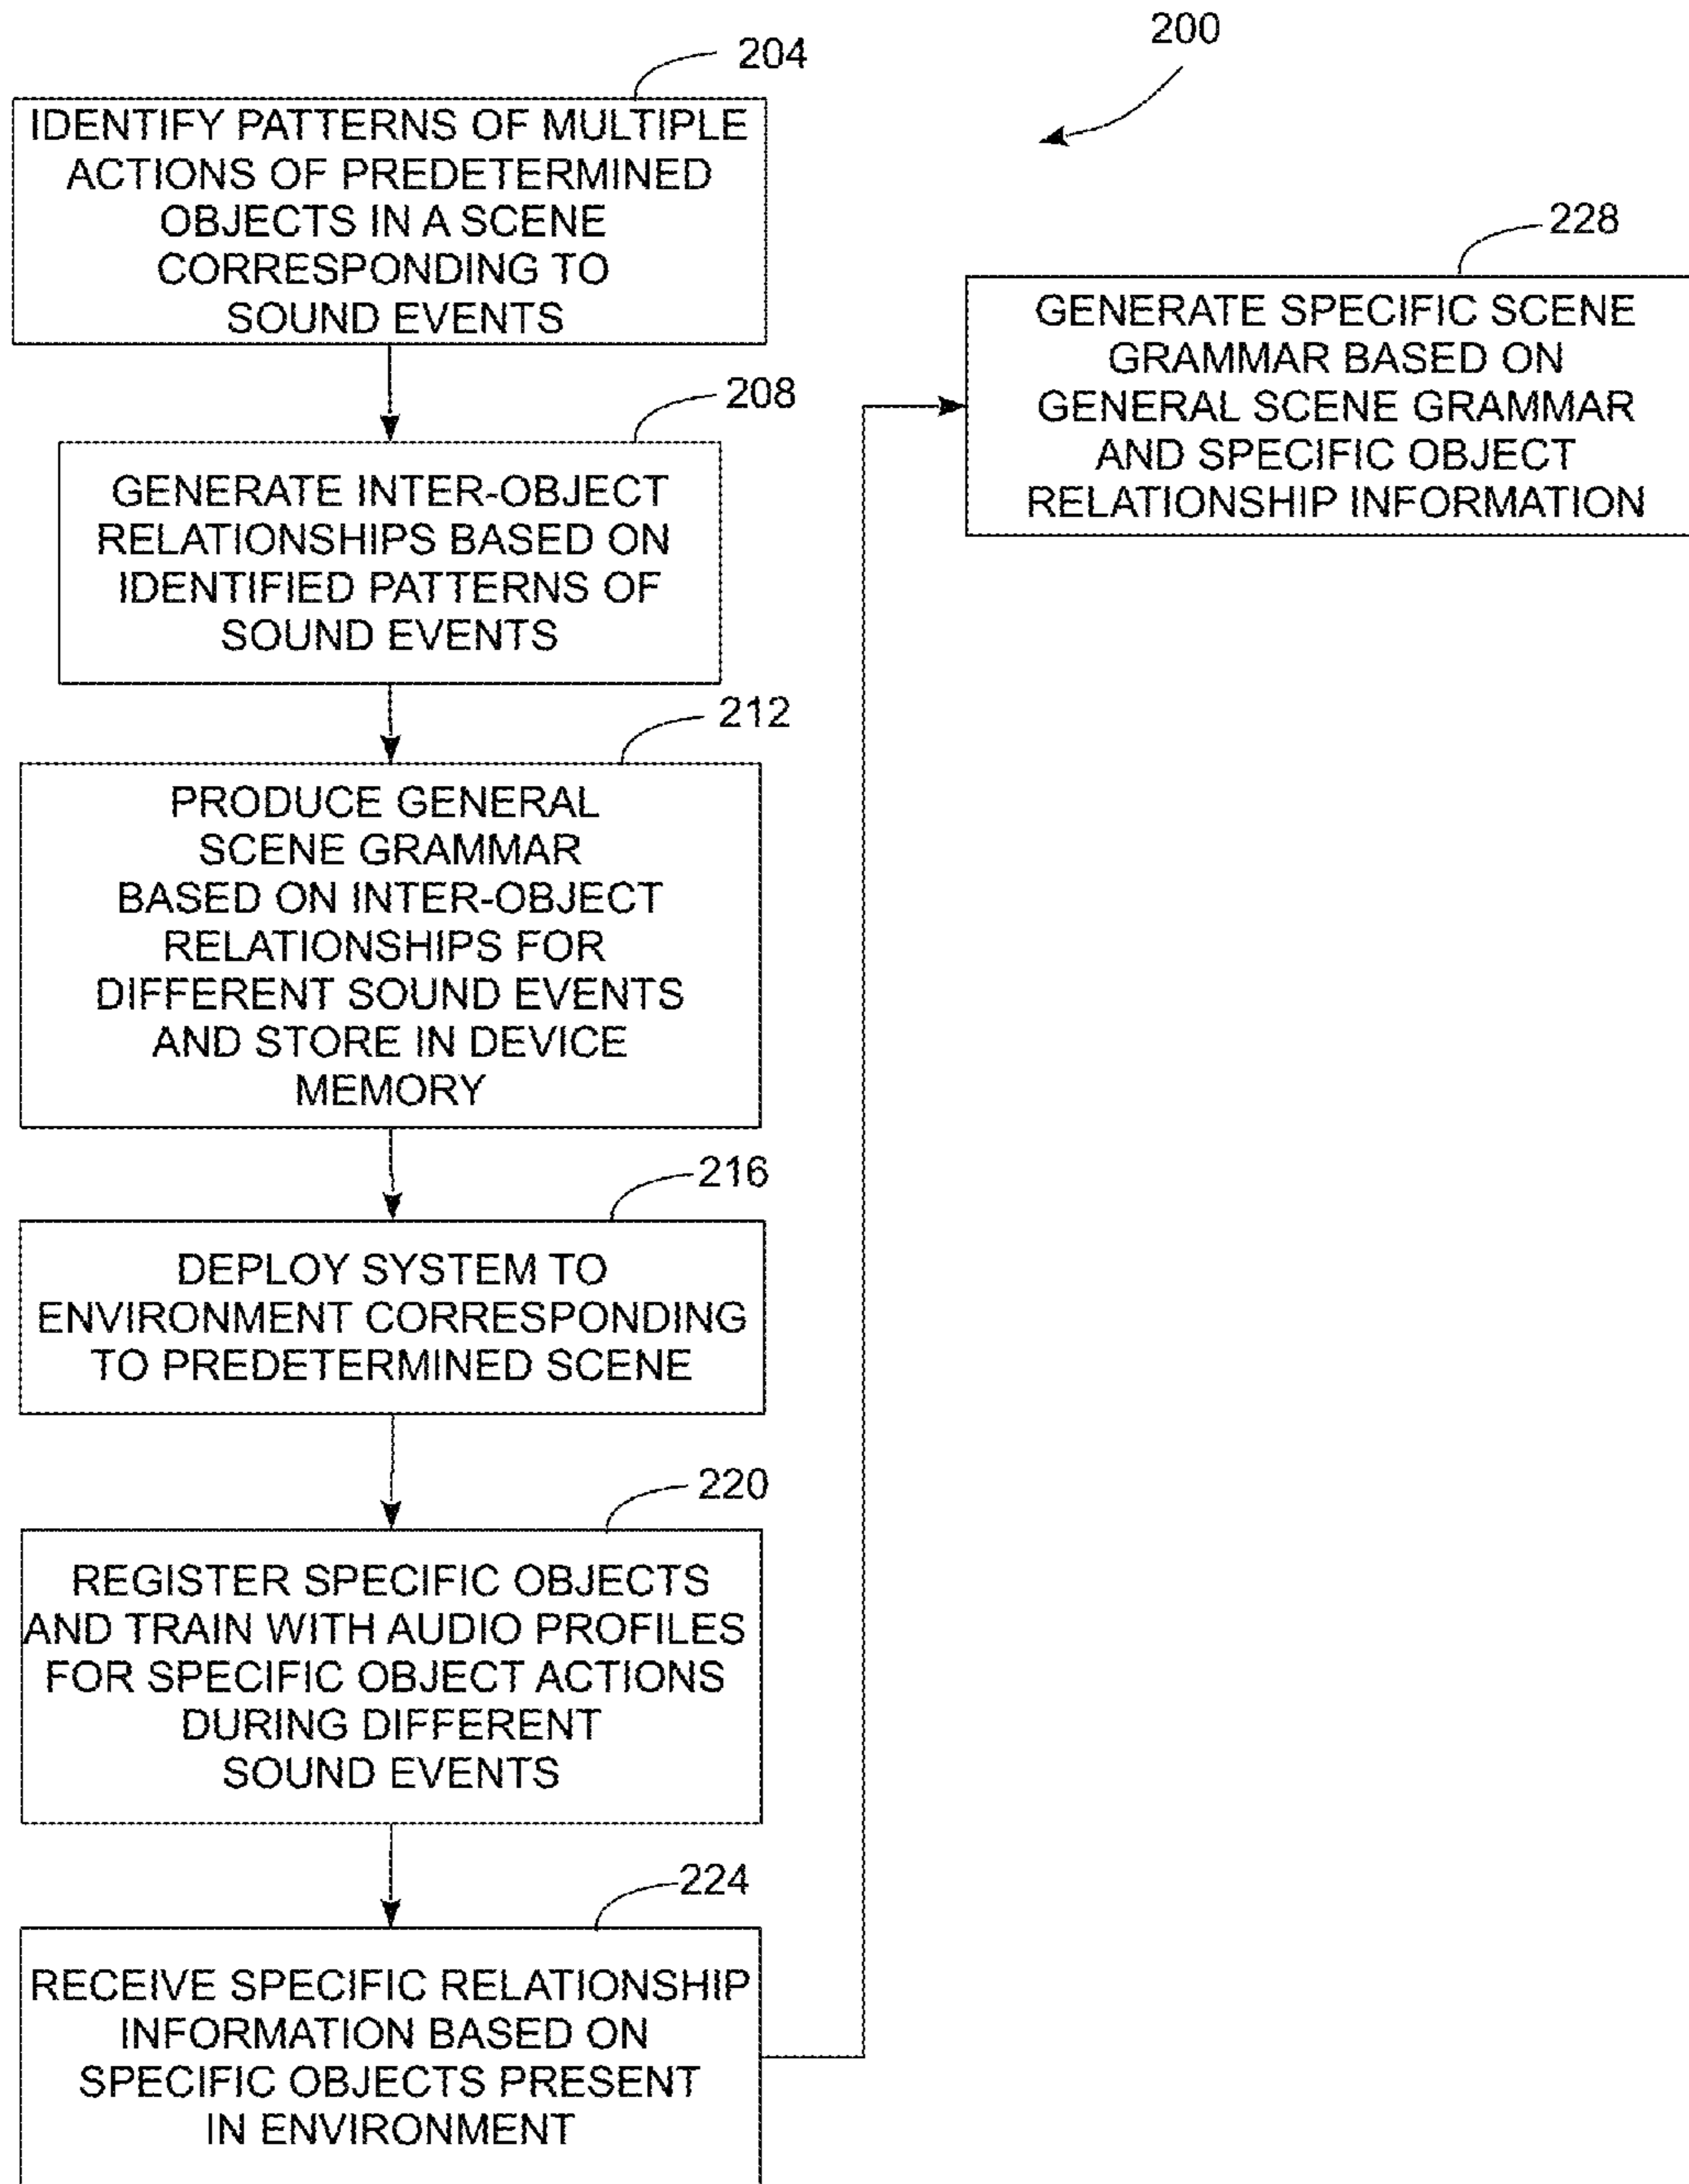 200
204
IDENTIFY PATTERNS OF MULTIPLE
ACTIONS OF PREDETERMINED
OBJECTS IN A SCENE
CORRESPONDING TO
SOUND EVENTS
208
GENERATE INTER-OBJECT
RELATIONSHIPS BASED ON
IDENTIFIED PATTERNS OF
SOUND EVENTS
212
PRODUCE GENERAL
SCENE GRAMMAR
BASED ON INTER-OBJECT
RELATIONSHIPS FOR
DIFFERENT SOUND EVENTS
AND STORE IN DEVICE
MEMORY
216
DEPLOY SYSTEM TO
ENVIRONMENT CORRESPONDING
TO PREDETERMINED SCENE
220
REGISTER SPECIFIC OBJECTS
AND TRAIN WITH AUDIO PROFILES
FOR SPECIFIC OBJECT ACTIONS
DURING DIFFERENT
SOUND EVENTS
224
RECEIVE SPECIFIC RELATIONSHIP
INFORMATION BASED ON
SPECIFIC OBJECTS PRESENT
IN ENVIRONMENT
228
GENERATE SPECIFIC SCENE
GRAMMAR BASED ON
GENERAL SCENE GRAMMAR
AND SPECIFIC OBJECT
RELATIONSHIP INFORMATION